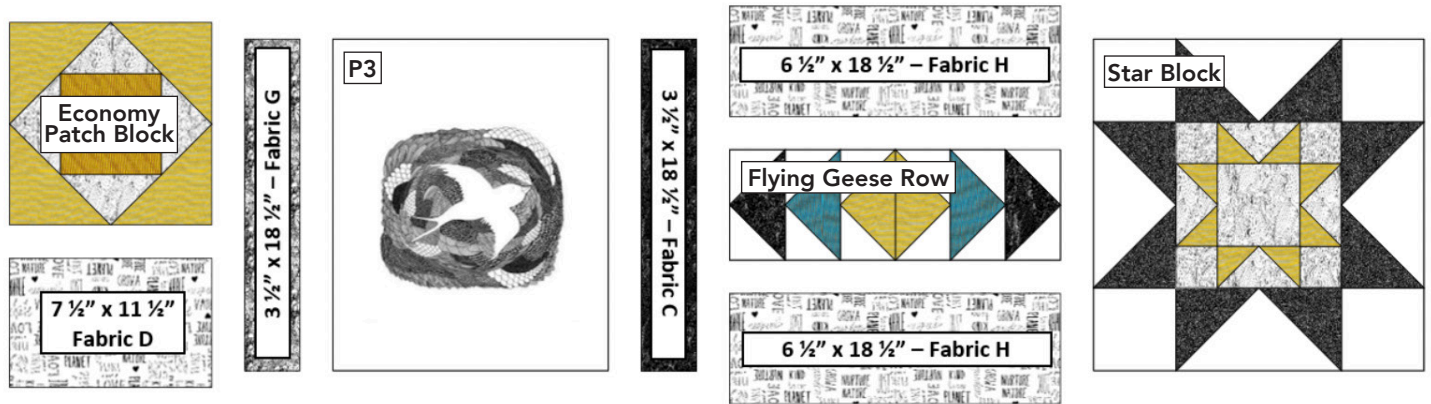 Economy
Patch Block
7 ½” x 11 ½”
Fabric D
3 ½” x 18 ½” – Fabric G
P3
3 ½” x 18 ½” – Fabric C
6 ½” x 18 ½” – Fabric H
Flying Geese Row
6 ½” x 18 ½” – Fabric H
Star Block